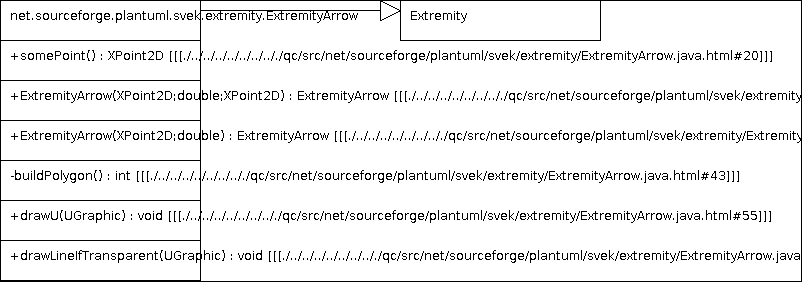 net.sourceforge.plantuml.svek.extremity.ExtremityArrow
Extremity
+somePoint() : XPoint2D [[[./../../../../../../../../qc/src/net/sourceforge/plantuml/svek/extremity/ExtremityArrow.java.html#20]]]
+ExtremityArrow(XPoint2D;double;XPoint2D) : ExtremityArrow [[[./../../../../../../../../qc/src/net/sourceforge/plantuml/svek/extremity
+ExtremityArrow(XPoint2D;double) : ExtremityArrow [[[./../../../../../../../../qc/src/net/sourceforge/plantuml/svek/extremity/Extremity
-buildPolygon() : int [[[./../../../../../../../../qc/src/net/sourceforge/plantuml/svek/extremity/ExtremityArrow.java.html#43]]]
+drawU(UGraphic) : void [[[./../../../../../../../../qc/src/net/sourceforge/plantuml/svek/extremity/ExtremityArrow.java.html#55]]]
+drawLineIfTransparent(UGraphic) : void [[[./../../../../../../../../qc/src/net/sourceforge/plantuml/svek/extremity/ExtremityArrow.java